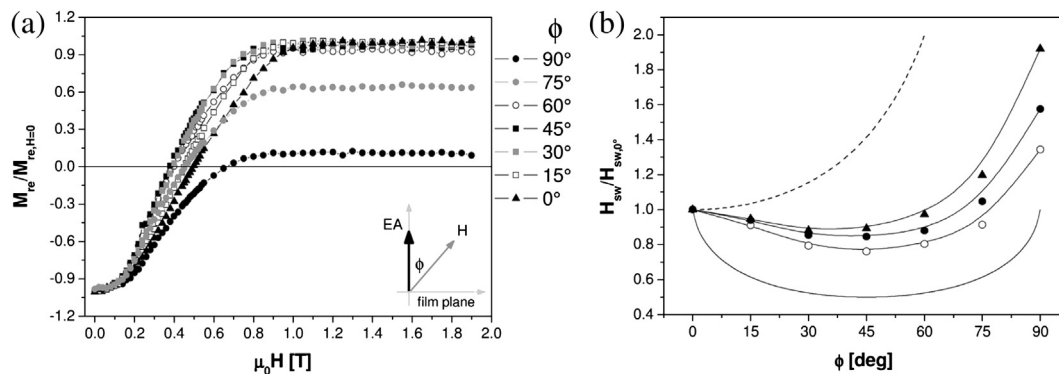 (a)
M_re/M_re,H=0
1.2
0.9
0.6
0.3
0.0
-0.3
-0.6
-0.9
-1.2
0.0 0.2 0.4 0.6 0.8 1.0 1.2 1.4 1.6 1.8 2.0
μ₀H [T]
EA
H
ϕ
film plane
ϕ
90°
75°
60°
45°
30°
15°
0°
(b)
H_sw/H_sw,0°
2.0
1.8
1.6
1.4
1.2
1.0
0.8
0.6
0.4
0 15 30 45 60 75 90
ϕ [deg]